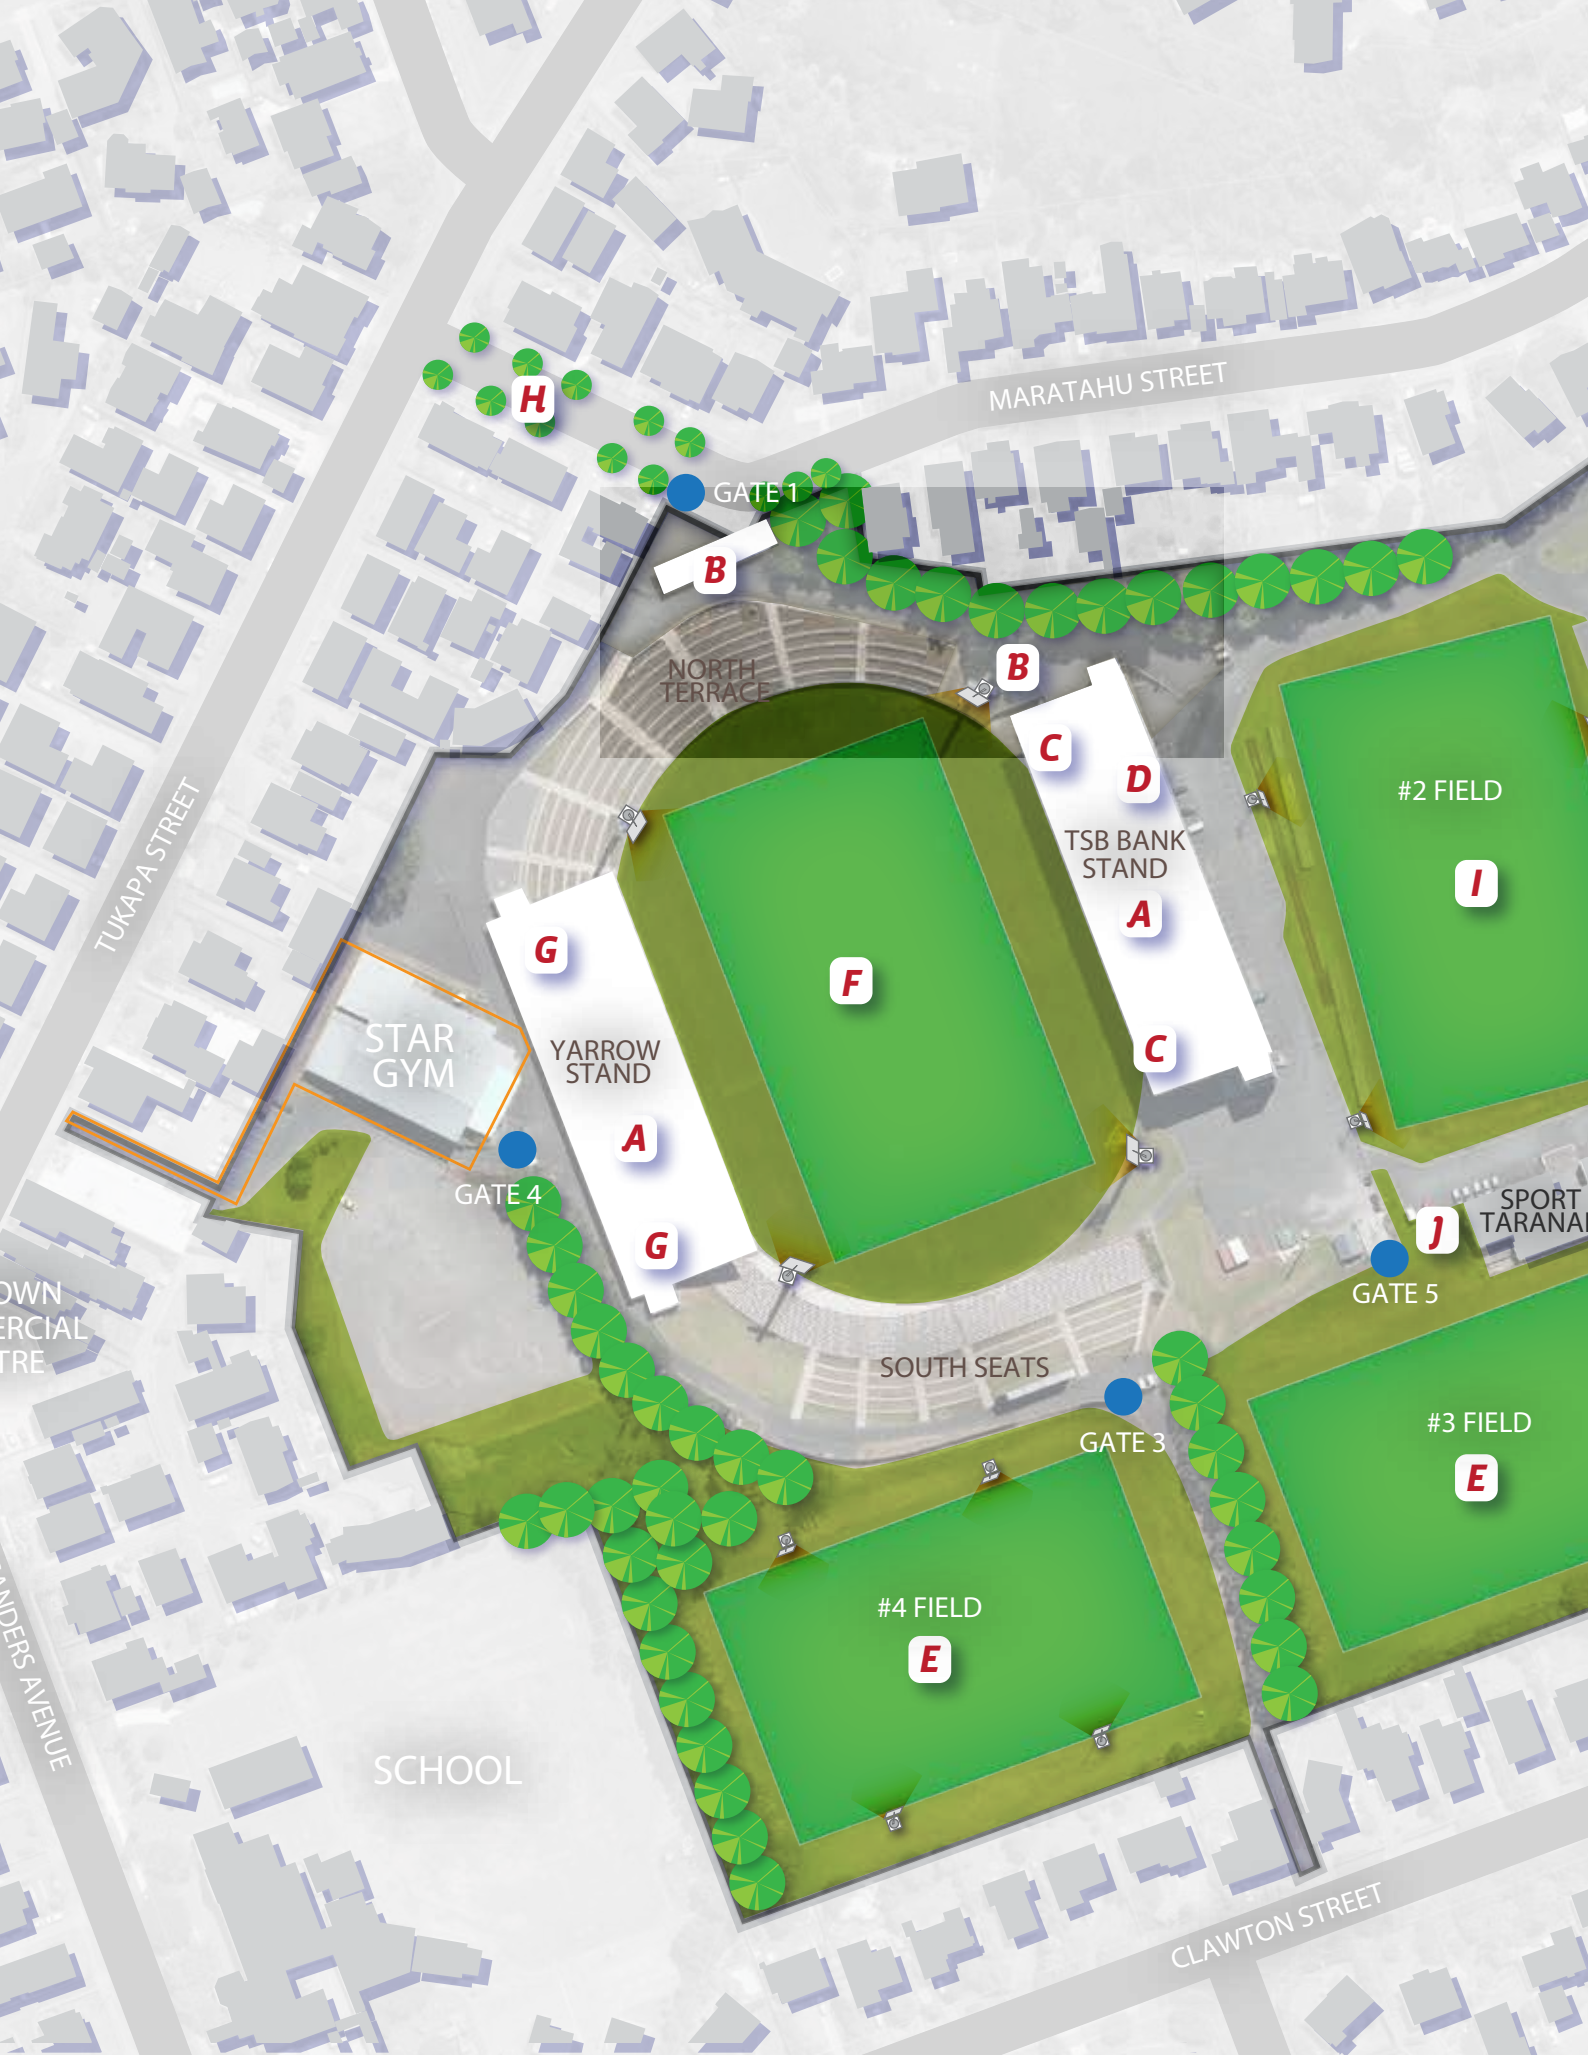 H
MARATAHU STREET
GATE 1
B
B
NORTH
TERRACE
C
D
#2 FIELD
TSB BANK
STAND
TUKAPA STREET
I
A
G
F
STAR
GYM
YARROW
STAND
C
A
GATE 4
SPORT
J
G
GATE 5
SOUTH SEATS
#3 FIELD
GATE 3
E
#4 FIELD
E
SCHOOL
CLAWTON STREET
AVENUE